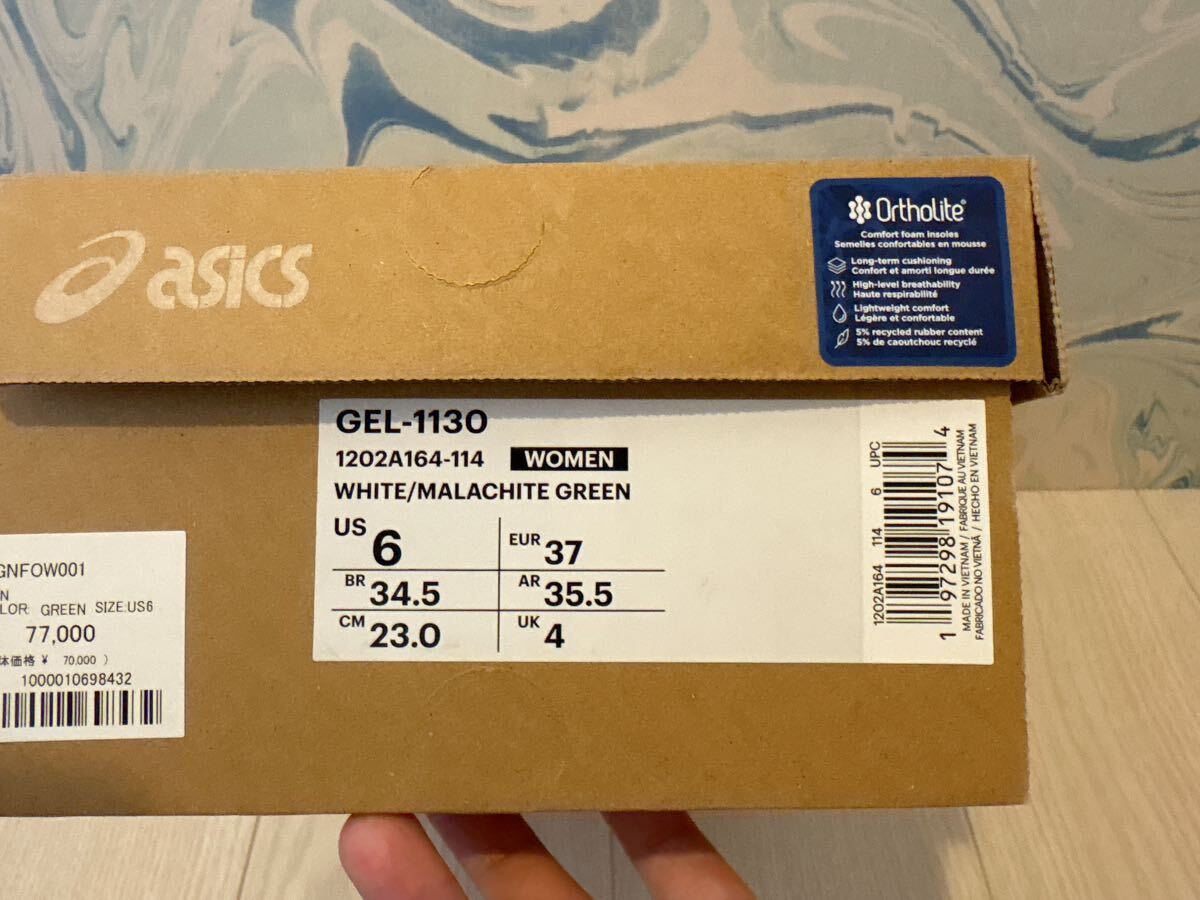 asics
Ortholite®
Comfort foam insoles
Semelles confortables en mousse
Long-term cushioning
Confort et amorti longue durée
High-level breathability
Haute respirabilité
Lightweight comfort
Légère et confortable
5% recycled rubber content
5% de caoutchouc recyclé
GEL-1130
1202A164-114 WOMEN
WHITE/MALACHITE GREEN
US 6
EUR 37
BR 34.5
AR 35.5
CM 23.0
UK 4
1202A164 114 6 UPC
1 97298 19107 4
MADE IN VIETNAM / FABRIQUÉ AU VIETNAM
FABRICADO NO VIETNÃ / HECHO EN VIETNAM
GNFOW001
N
LOR: GREEN SIZE:US6
77,000
体価格 ¥ 70.000 )
1000010698432